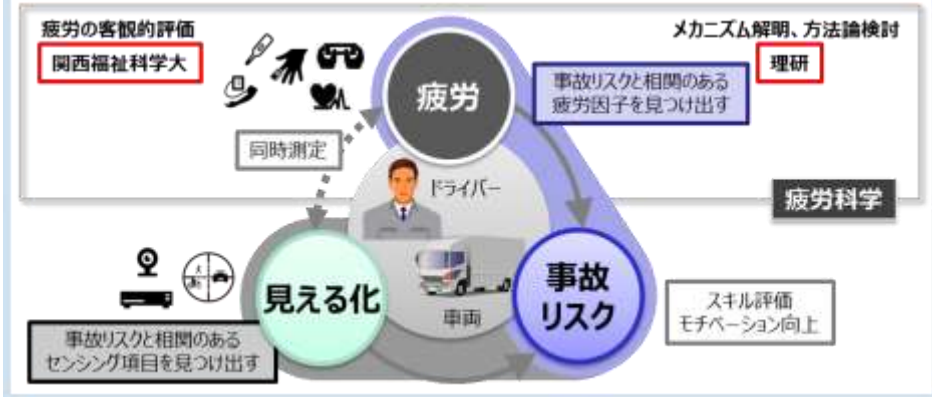 疲労の客観的評価
関西福祉科学大
メカニズム解明、方法論検討
理研
疲労
事故リスクと相関のある
疲労因子を見つけ出す
同時測定
ドライバー
疲労科学
見える化
車両
事故
リスク
スキル評価
モチベーション向上
事故リスクと相関のある
センシング項目を見つけ出す